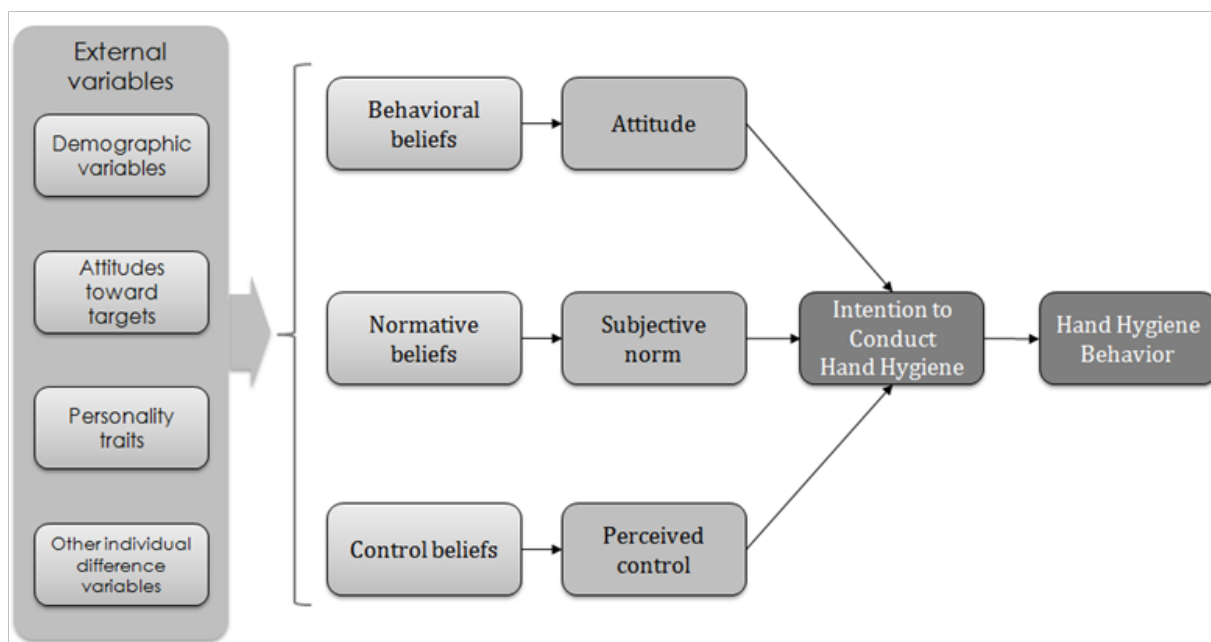 External
variables
Demographic
variables
Attitudes
toward
targets
Personality
traits
Other individual
difference
variables
Behavioral
beliefs
Attitude
Normative
beliefs
Subjective
norm
Control beliefs
Perceived
control
Intention to
Conduct
Hand Hygiene
Hand Hygiene
Behavior